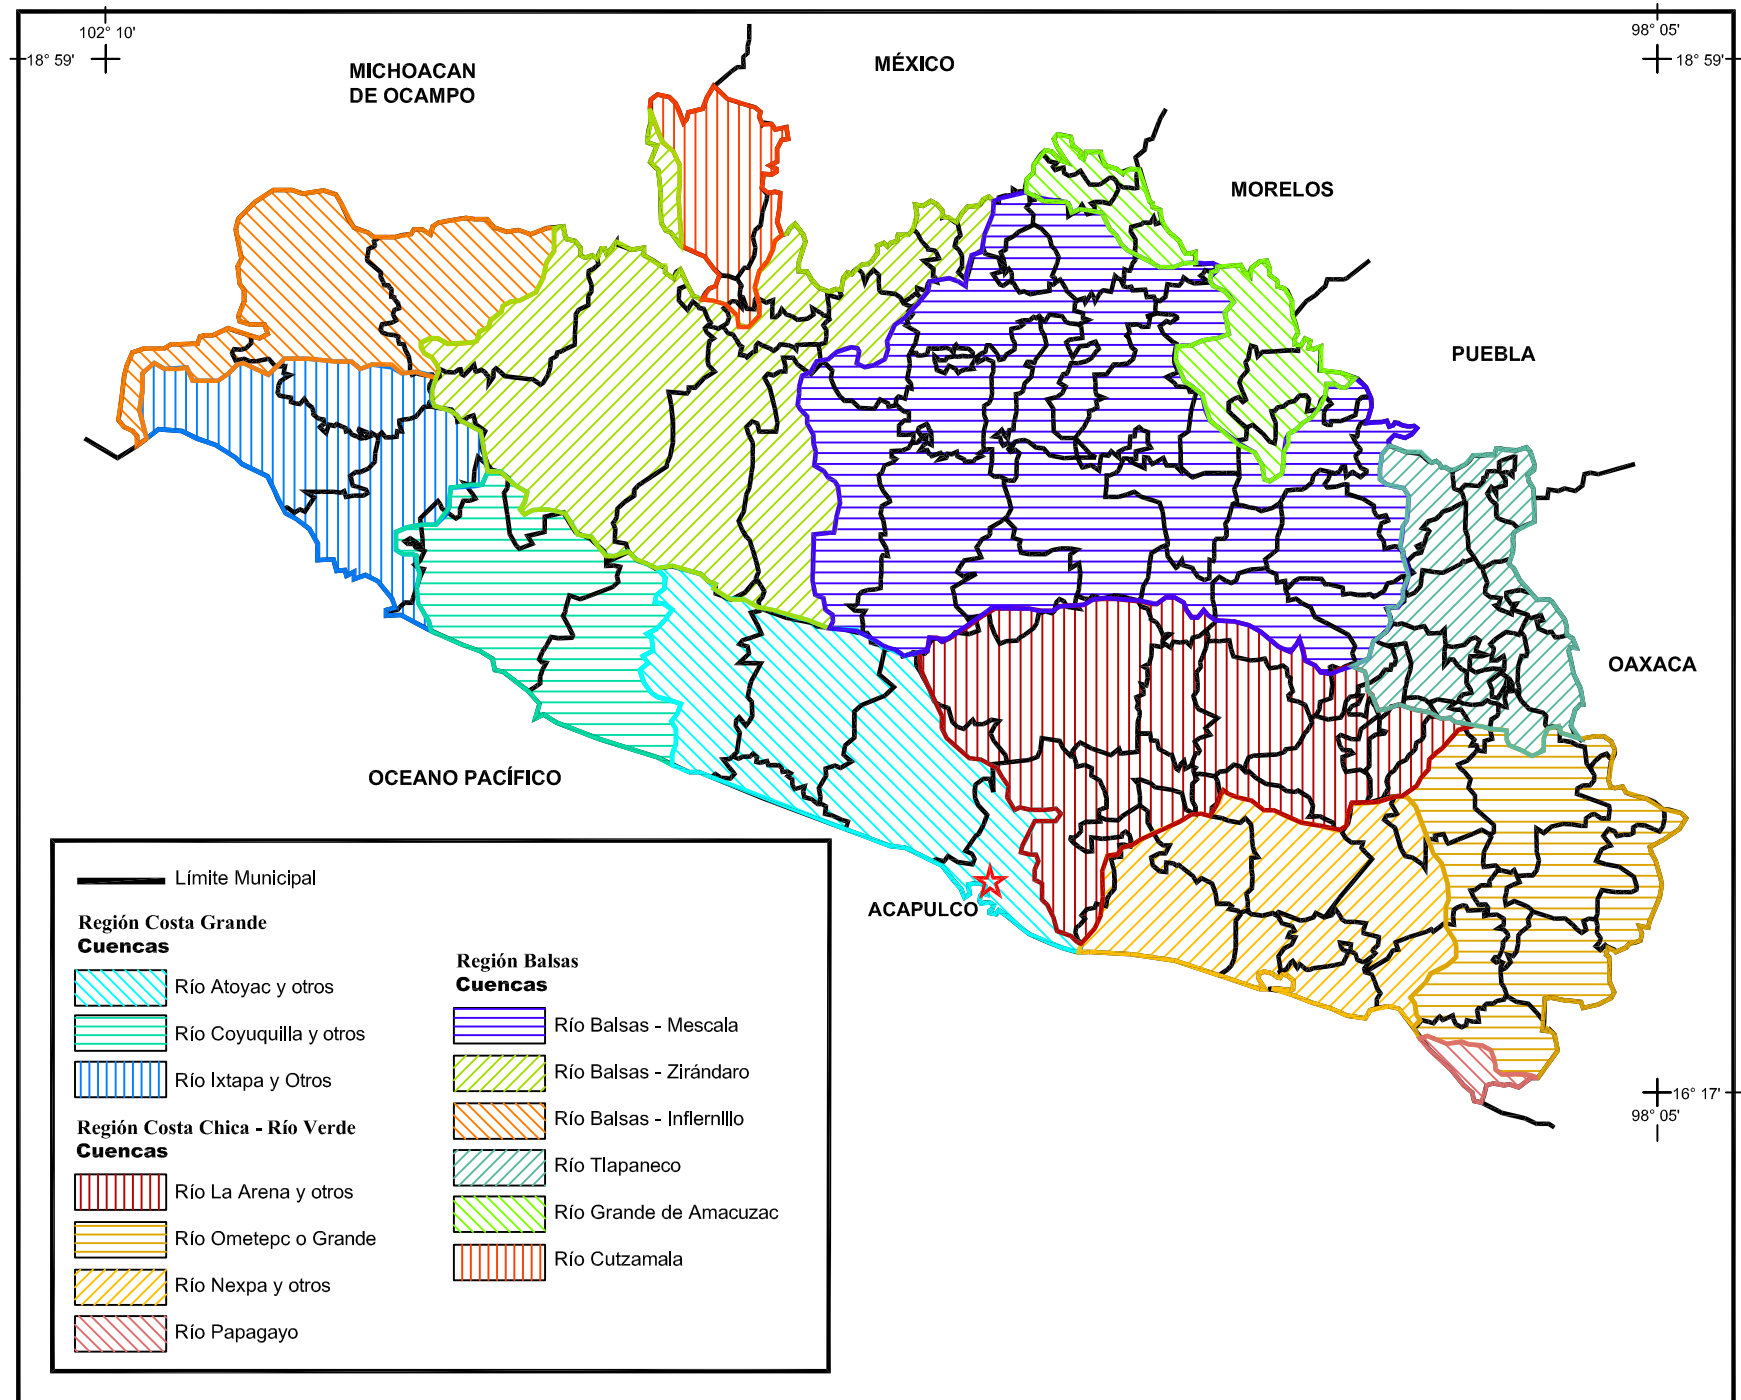 102° 10'
98° 05'
18° 59'
18° 59'
MÉXICO
MICHOACAN
DE OCAMPO
MORELOS
PUEBLA
OAXACA
OCEANO PACÍFICO
ACAPULCO
16° 17'
98° 05'
Límite Municipal
Región Costa Grande
Cuencas
Río Atoyac y otros
Río Coyuquilla y otros
Río Ixtapa y Otros
Región Costa Chica - Río Verde
Cuencas
Río La Arena y otros
Río Ometepc o Grande
Río Nexpa y otros
Río Papagayo
Región Balsas
Cuencas
Río Balsas - Mescala
Río Balsas - Zirándaro
Río Balsas - Inflernillo
Río Tlapaneco
Río Grande de Amacuzac
Río Cutzamala